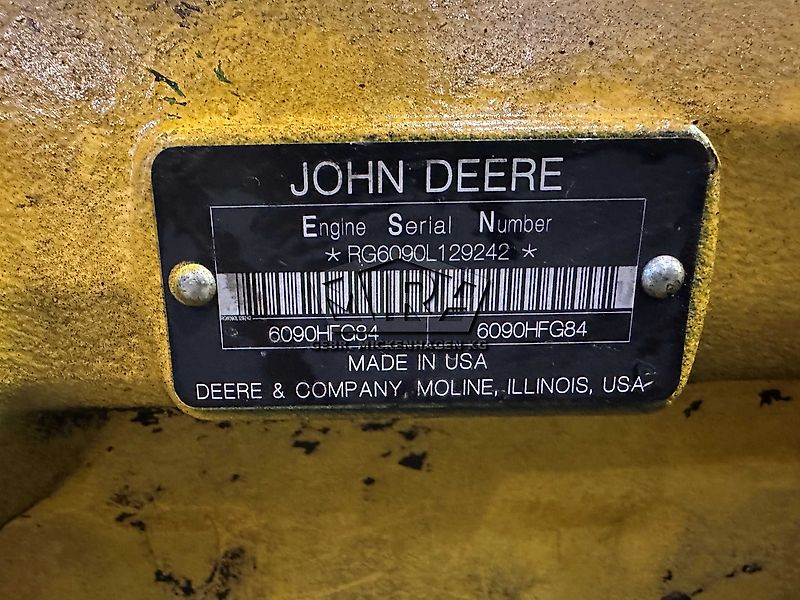 JOHN DEERE
Engine Serial Number
* RG6090L129242 *
6090HFG84 6090HFG84
MADE IN USA
DEERE & COMPANY, MOLINE, ILLINOIS, USA